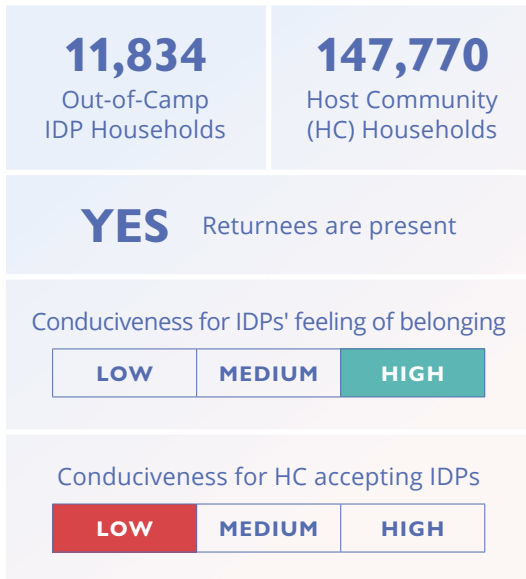 11,834
Out-of-Camp
IDP Households
147,770
Host Community
(HC) Households
YES Returnees are present
Conduciveness for IDPs' feeling of belonging
LOW MEDIUM HIGH
Conduciveness for HC accepting IDPs
LOW MEDIUM HIGH